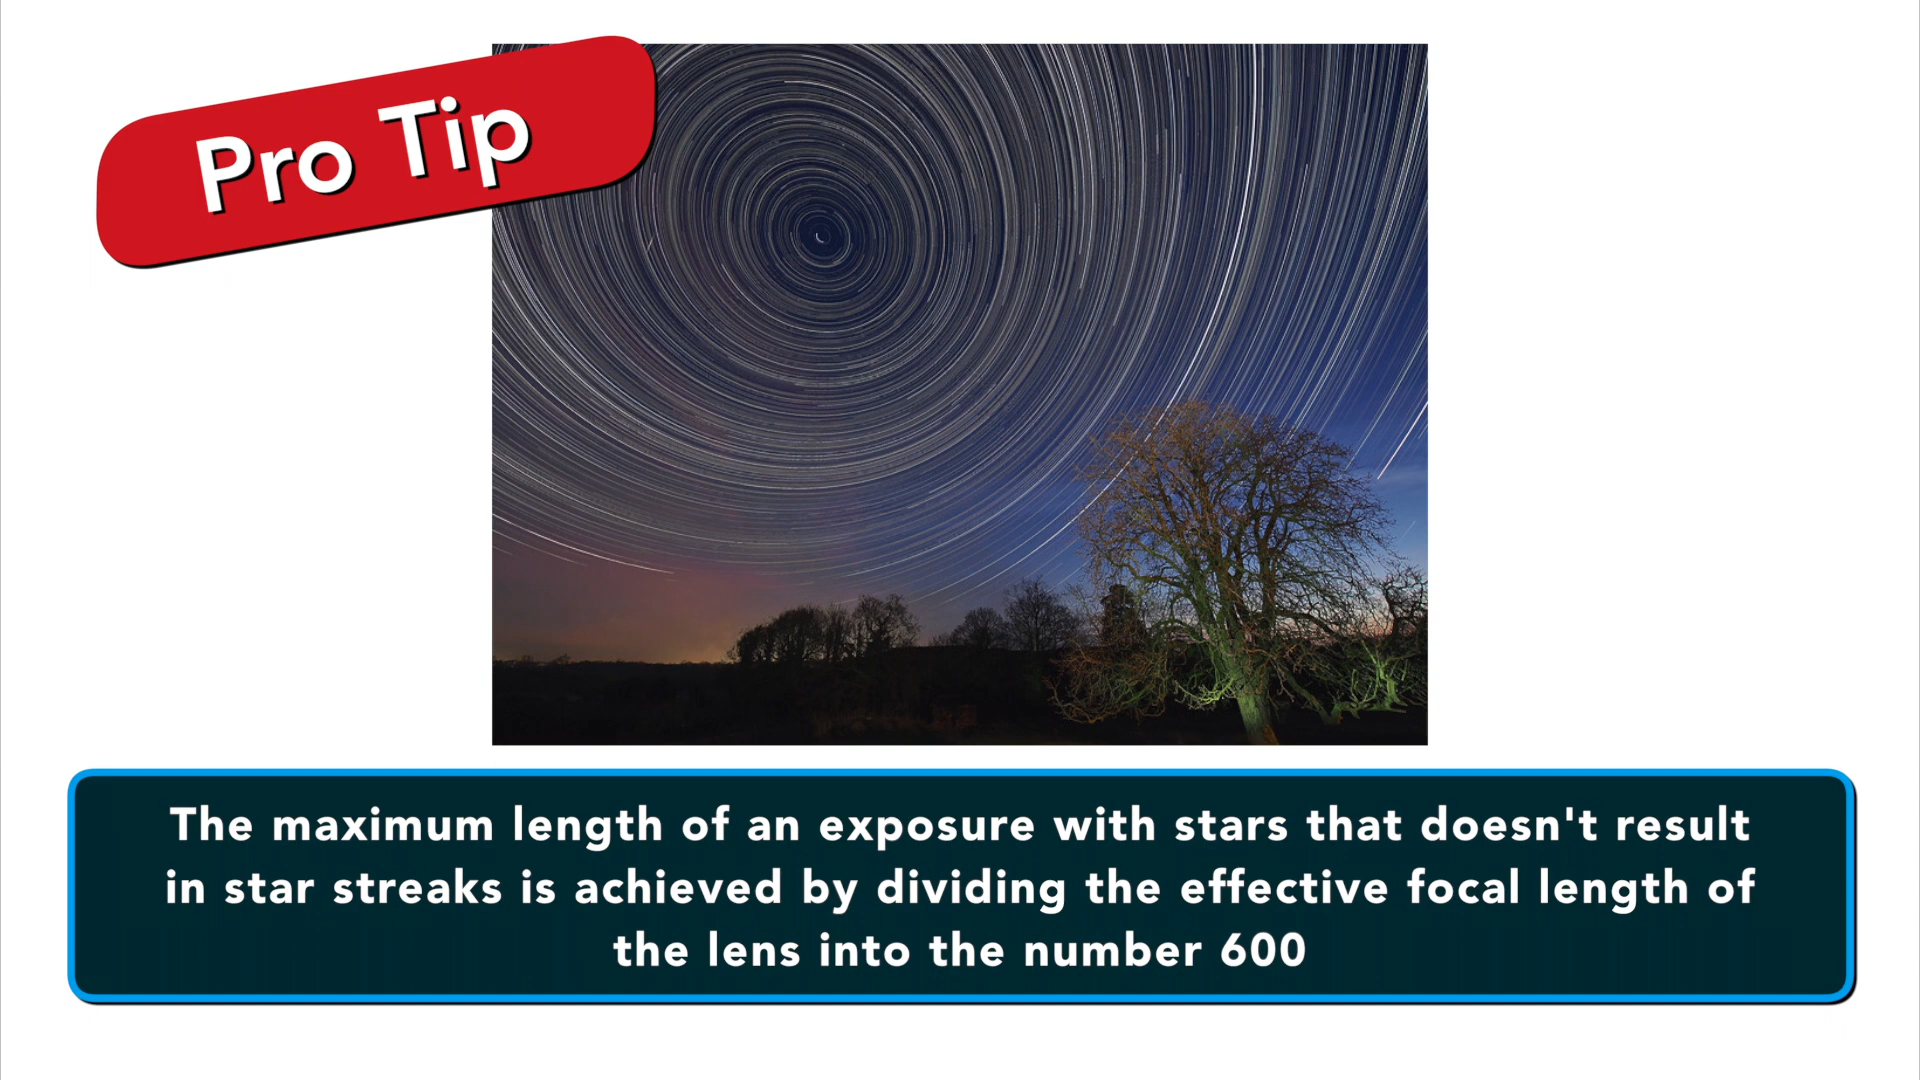 Pro Tip
The maximum length of an exposure with stars that doesn't result
in star streaks is achieved by dividing the effective focal length of
the lens into the number 600